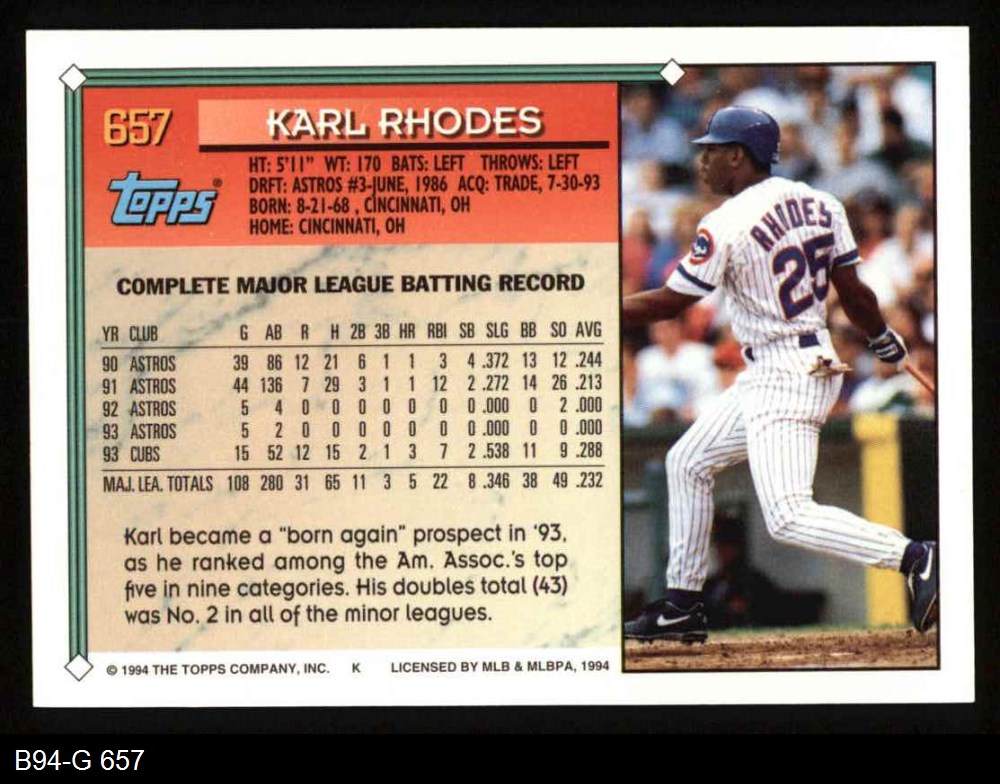 657
KARL RHODES
topps®
HT: 5'11" WT: 170 BATS: LEFT THROWS: LEFT
DRFT: ASTROS #3-JUNE, 1986 ACQ: TRADE, 7-30-93
BORN: 8-21-68 , CINCINNATI, OH
HOME: CINCINNATI, OH
COMPLETE MAJOR LEAGUE BATTING RECORD
YR CLUB G AB R H 2B 3B HR RBI SB SLG BB SO AVG
90 ASTROS 39 86 12 21 6 1 1 3 4 .372 13 12 .244
91 ASTROS 44 136 7 29 3 1 1 12 2 .272 14 26 .213
92 ASTROS 5 4 0 0 0 0 0 0 0 .000 0 2 .000
93 ASTROS 5 2 0 0 0 0 0 0 0 .000 0 0 .000
93 CUBS 15 52 12 15 2 1 3 7 2 .538 11 9 .288
MAJ. LEA. TOTALS 108 280 31 65 11 3 5 22 8 .346 38 49 .232
Karl became a "born again" prospect in '93,
as he ranked among the Am. Assoc.'s top
five in nine categories. His doubles total (43)
was No. 2 in all of the minor leagues.
© 1994 THE TOPPS COMPANY, INC. K LICENSED BY MLB & MLBPA, 1994
RHODES
25
B94-G 657